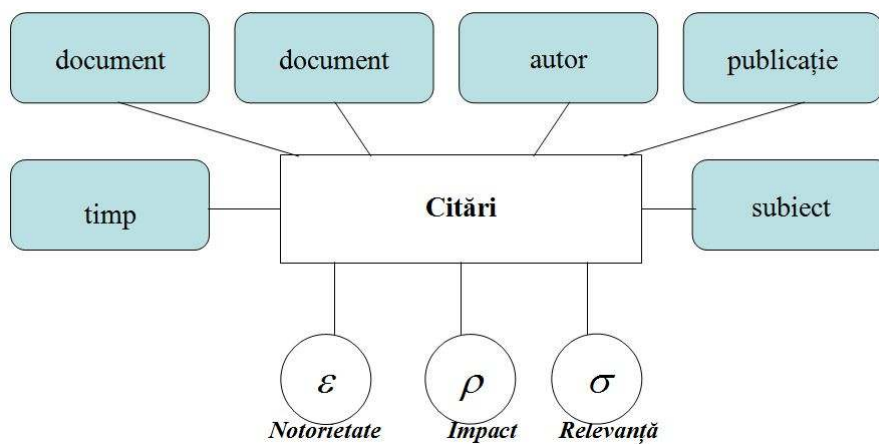 document
document
autor
publicație
timp
Citări
subiect
ε
ρ
σ
Notorietate
Impact
Relevanță